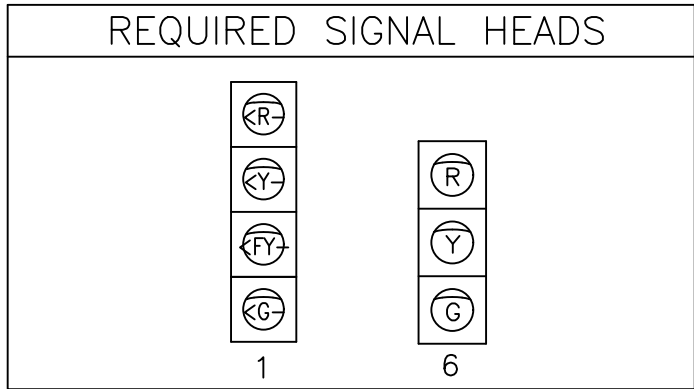 REQUIRED SIGNAL HEADS
<R-
<Y-
<FY-
<G-
1
R
Y
G
6